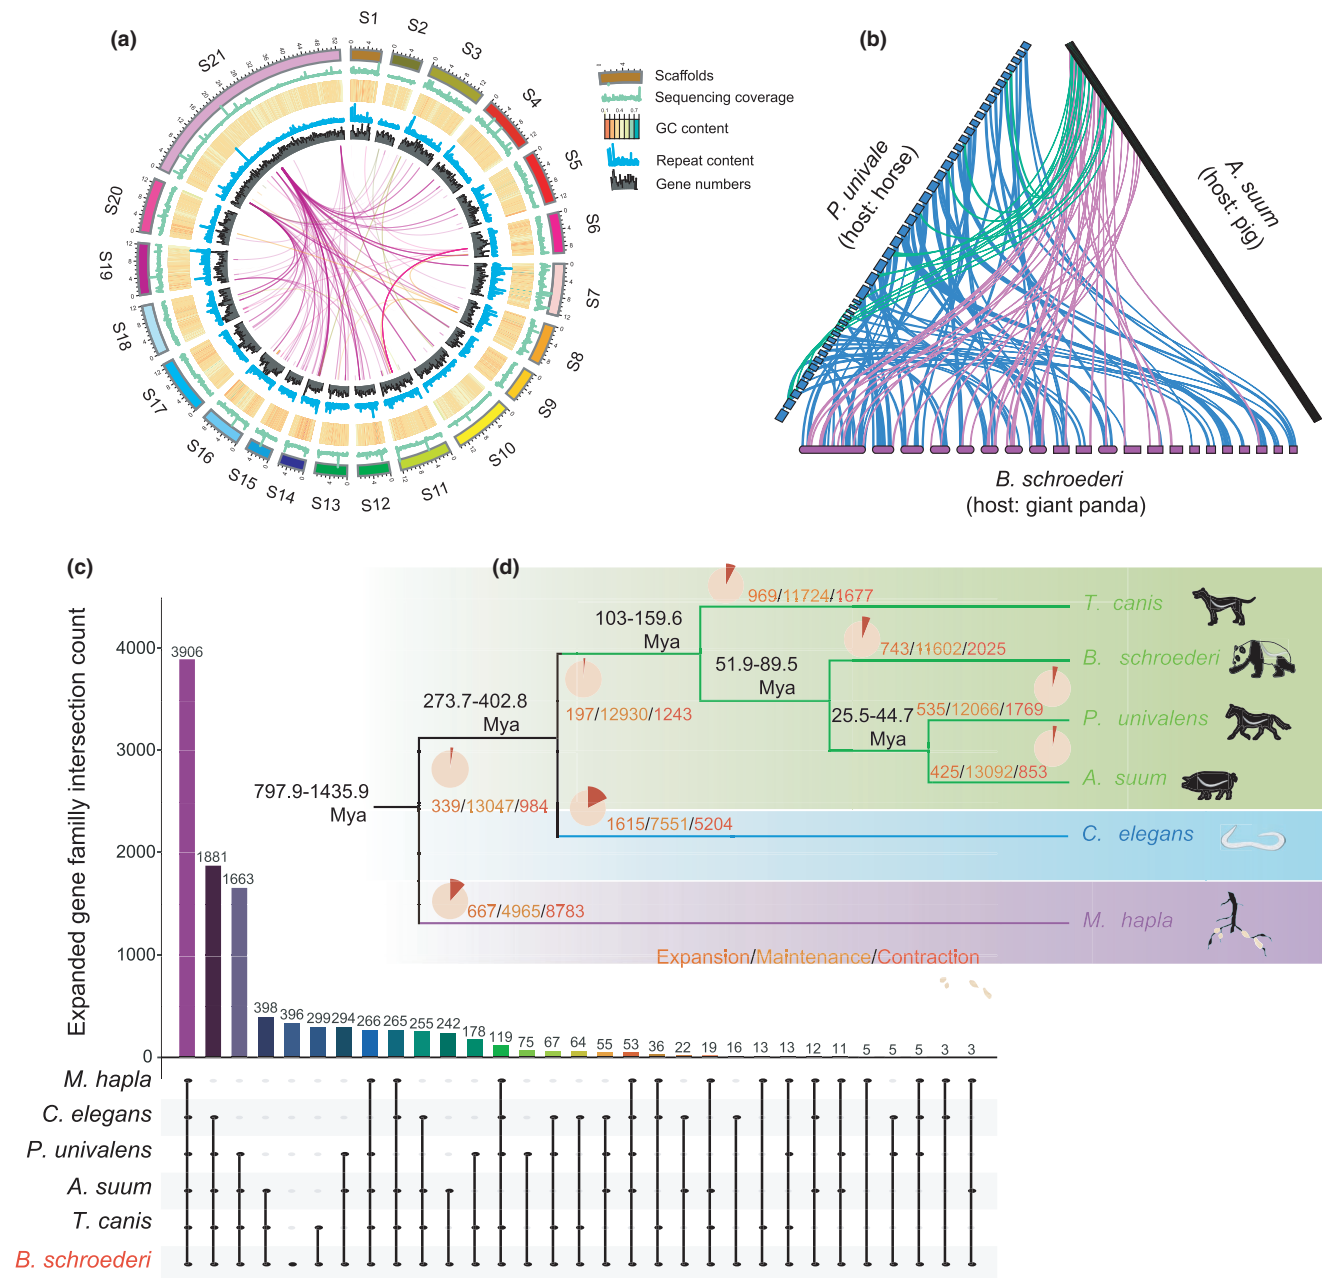 (a)
S1
S2
S3
S4
S5
S6
S7
S8
S9
S10
S11
S12
S13
S14
S15
S16
S17
S18
S19
S20
S21
Scaffolds
Sequencing coverage
0.1 0.4 0.7
GC content
Repeat content
Gene numbers
(b)
P. univale
(host: horse)
A. suum
(host: pig)
B. schroederi
(host: giant panda)
(c)
Expanded gene familly intersection count
4000
3000
2000
1000
0
3906
1881
1663
398
396
299
294
266
265
255
242
178
119
75
67
64
55
53
36
22
19
16
13
13
12
11
5
5
5
3
3
M. hapla
C. elegans
P. univalens
A. suum
T. canis
B. schroederi
(d)
797.9-1435.9
Mya
273.7-402.8
Mya
103-159.6
Mya
51.9-89.5
Mya
25.5-44.7
Mya
969/11724/1677
743/11602/2025
535/12066/1769
425/13092/853
197/12930/1243
339/13047/984
1615/7551/5204
667/4965/8783
T. canis
B. schroederi
P. univalens
A. suum
C. elegans
M. hapla
Expansion/Maintenance/Contraction